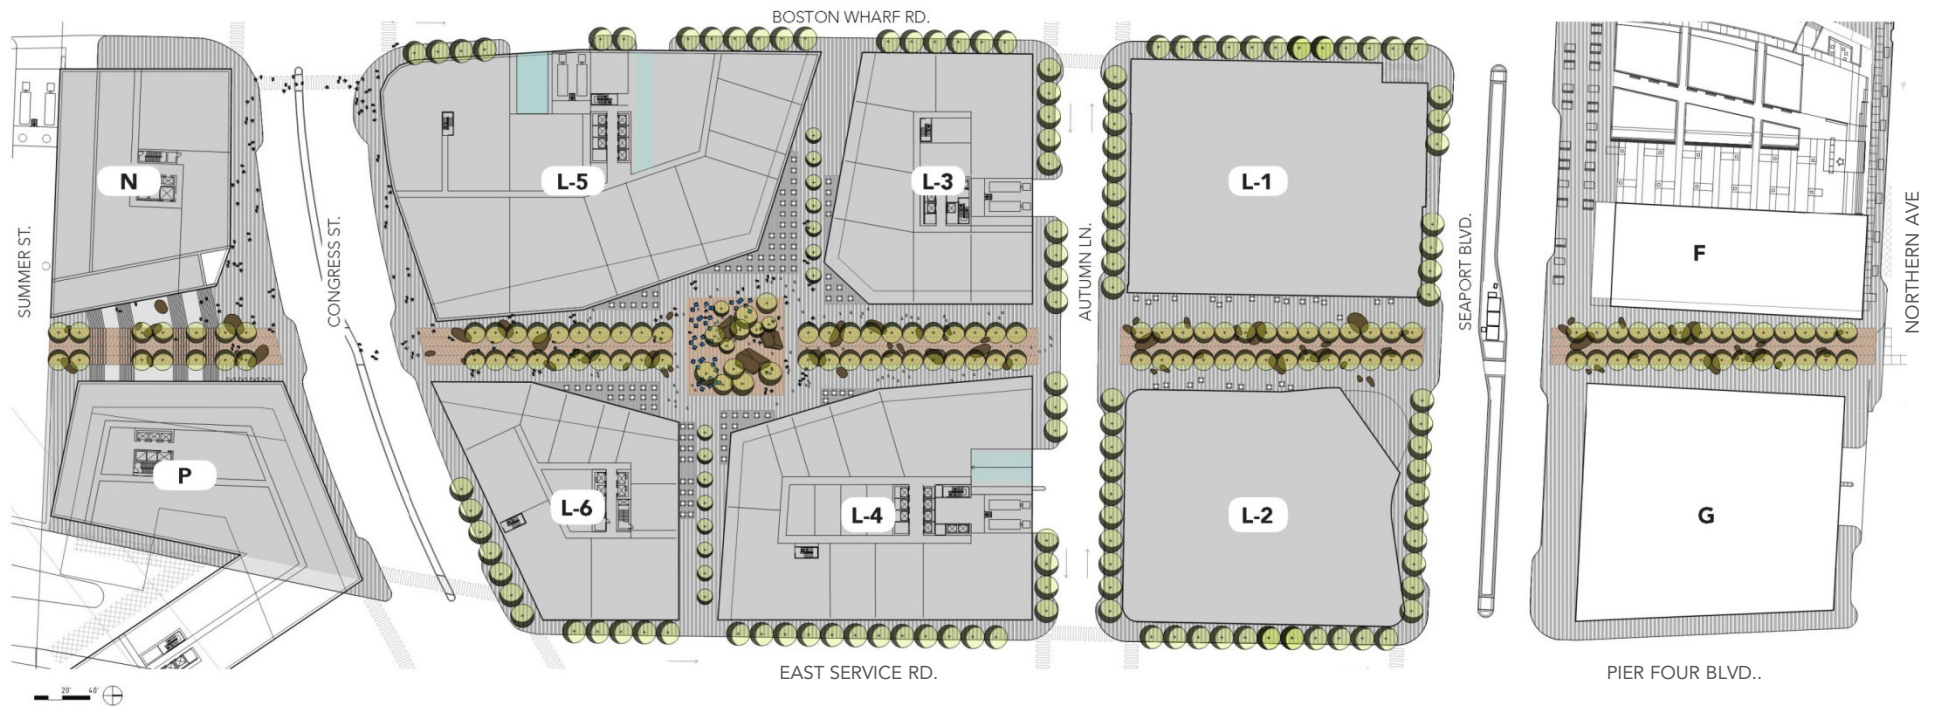 BOSTON WHARF RD.
N
L-5
L-3
L-1
F
SUMMER ST.
CONGRESS ST.
AUTUMN LN.
SEAPORT BLVD.
NORTHERN AVE
P
L-6
L-4
L-2
G
EAST SERVICE RD.
PIER FOUR BLVD..
20' 40'